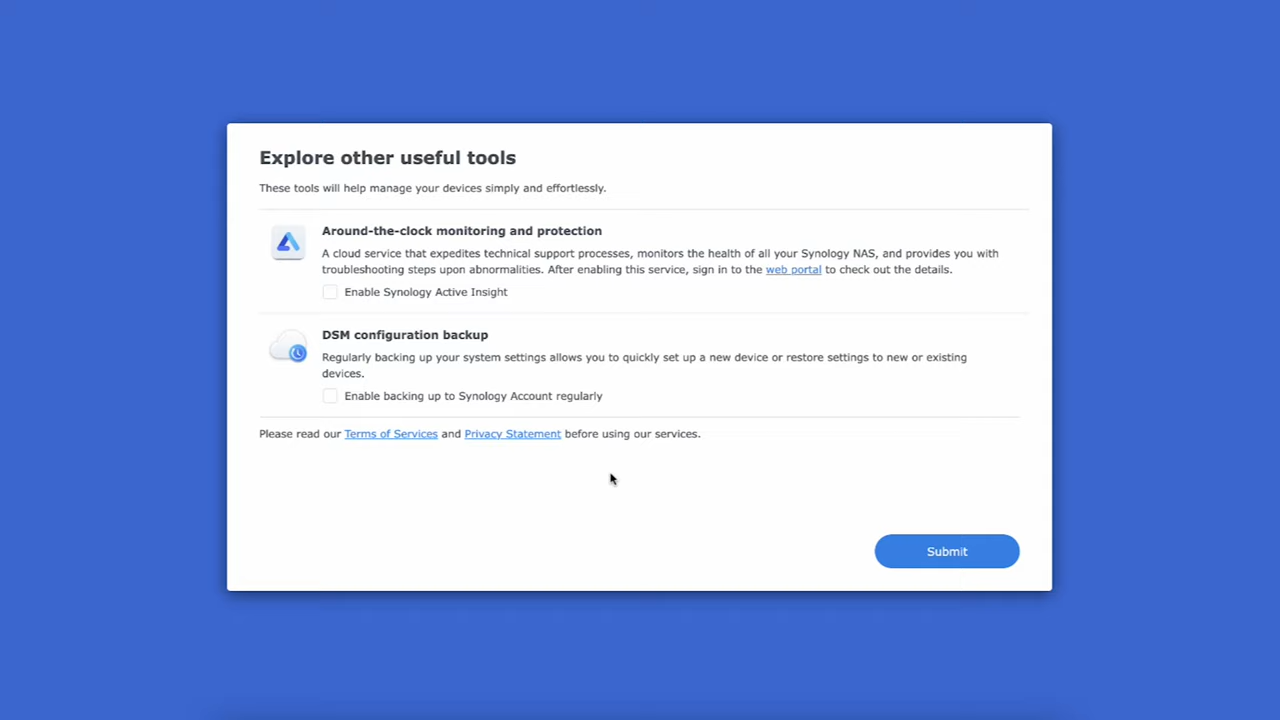 Explore other useful tools
These tools will help manage your devices simply and effortlessly.
Around-the-clock monitoring and protection
A cloud service that expedites technical support processes, monitors the health of all your Synology NAS, and provides you with
troubleshooting steps upon abnormalities. After enabling this service, sign in to the web portal to check out the details.
Enable Synology Active Insight
DSM configuration backup
Regularly backing up your system settings allows you to quickly set up a new device or restore settings to new or existing
devices.
Enable backing up to Synology Account regularly
Please read our Terms of Services and Privacy Statement before using our services.
Submit